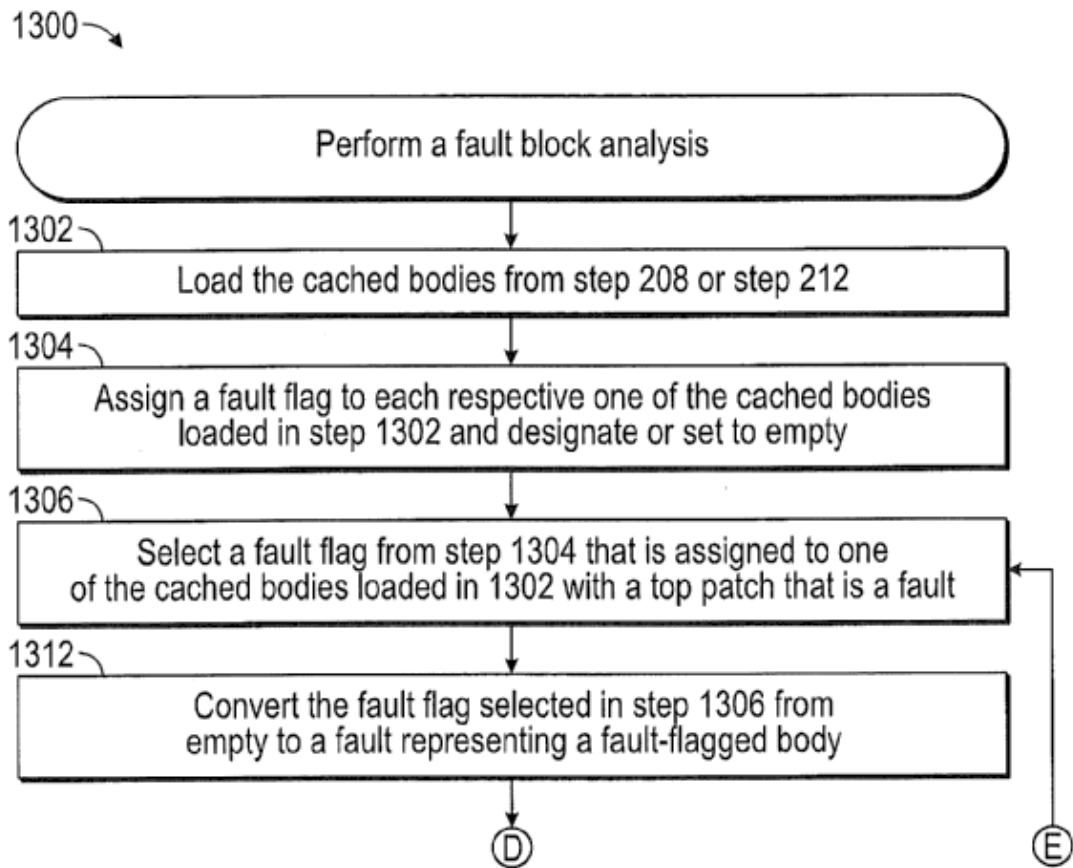 1300
Perform a fault block analysis
1302
Load the cached bodies from step 208 or step 212
1304
Assign a fault flag to each respective one of the cached bodies
loaded in step 1302 and designate or set to empty
1306
Select a fault flag from step 1304 that is assigned to one
of the cached bodies loaded in 1302 with a top patch that is a fault
1312
Convert the fault flag selected in step 1306 from
empty to a fault representing a fault-flagged body
D
E